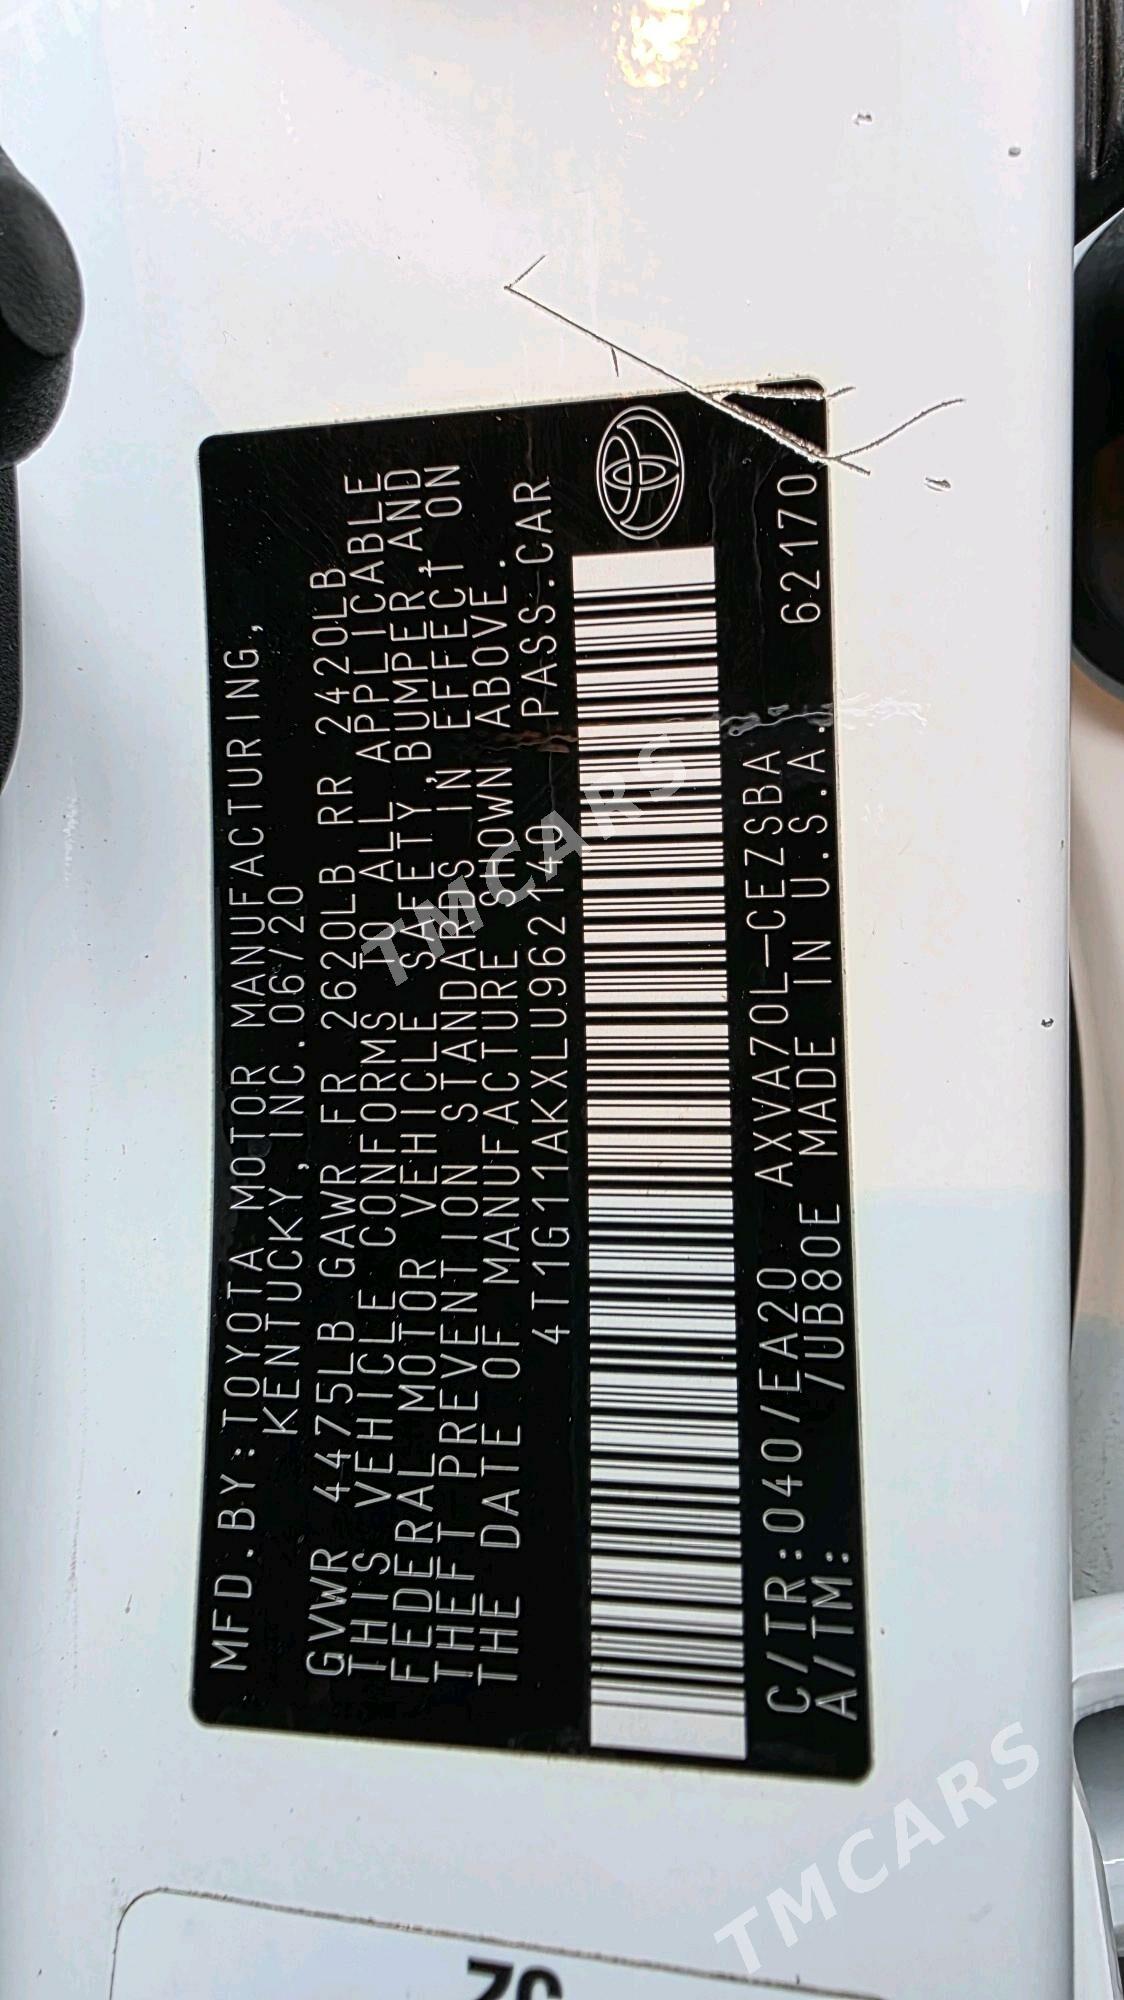 MFD.BY:TOYOTA MOTOR MANUFACTURING,
KENTUCKY,INC.06/20
GVWR 4475LB GAWR FR 2620LB RR 2420LB
THIS VEHICLE CONFORMS TO ALL APPLICABLE
FEDERAL MOTOR VEHICLE SAFETY,BUMPER,AND
THEFT PREVENTION STANDARDS IN EFFECT ON
THE DATE OF MANUFACTURE SHOWN ABOVE.
4T1G11AKXLU962140 PASS.CAR
C/TR:040/EA20 AXVA70L-CEZSBA 62170
A/TM: /UB80E MADE IN U.S.A.
TMCARS
TMCARS